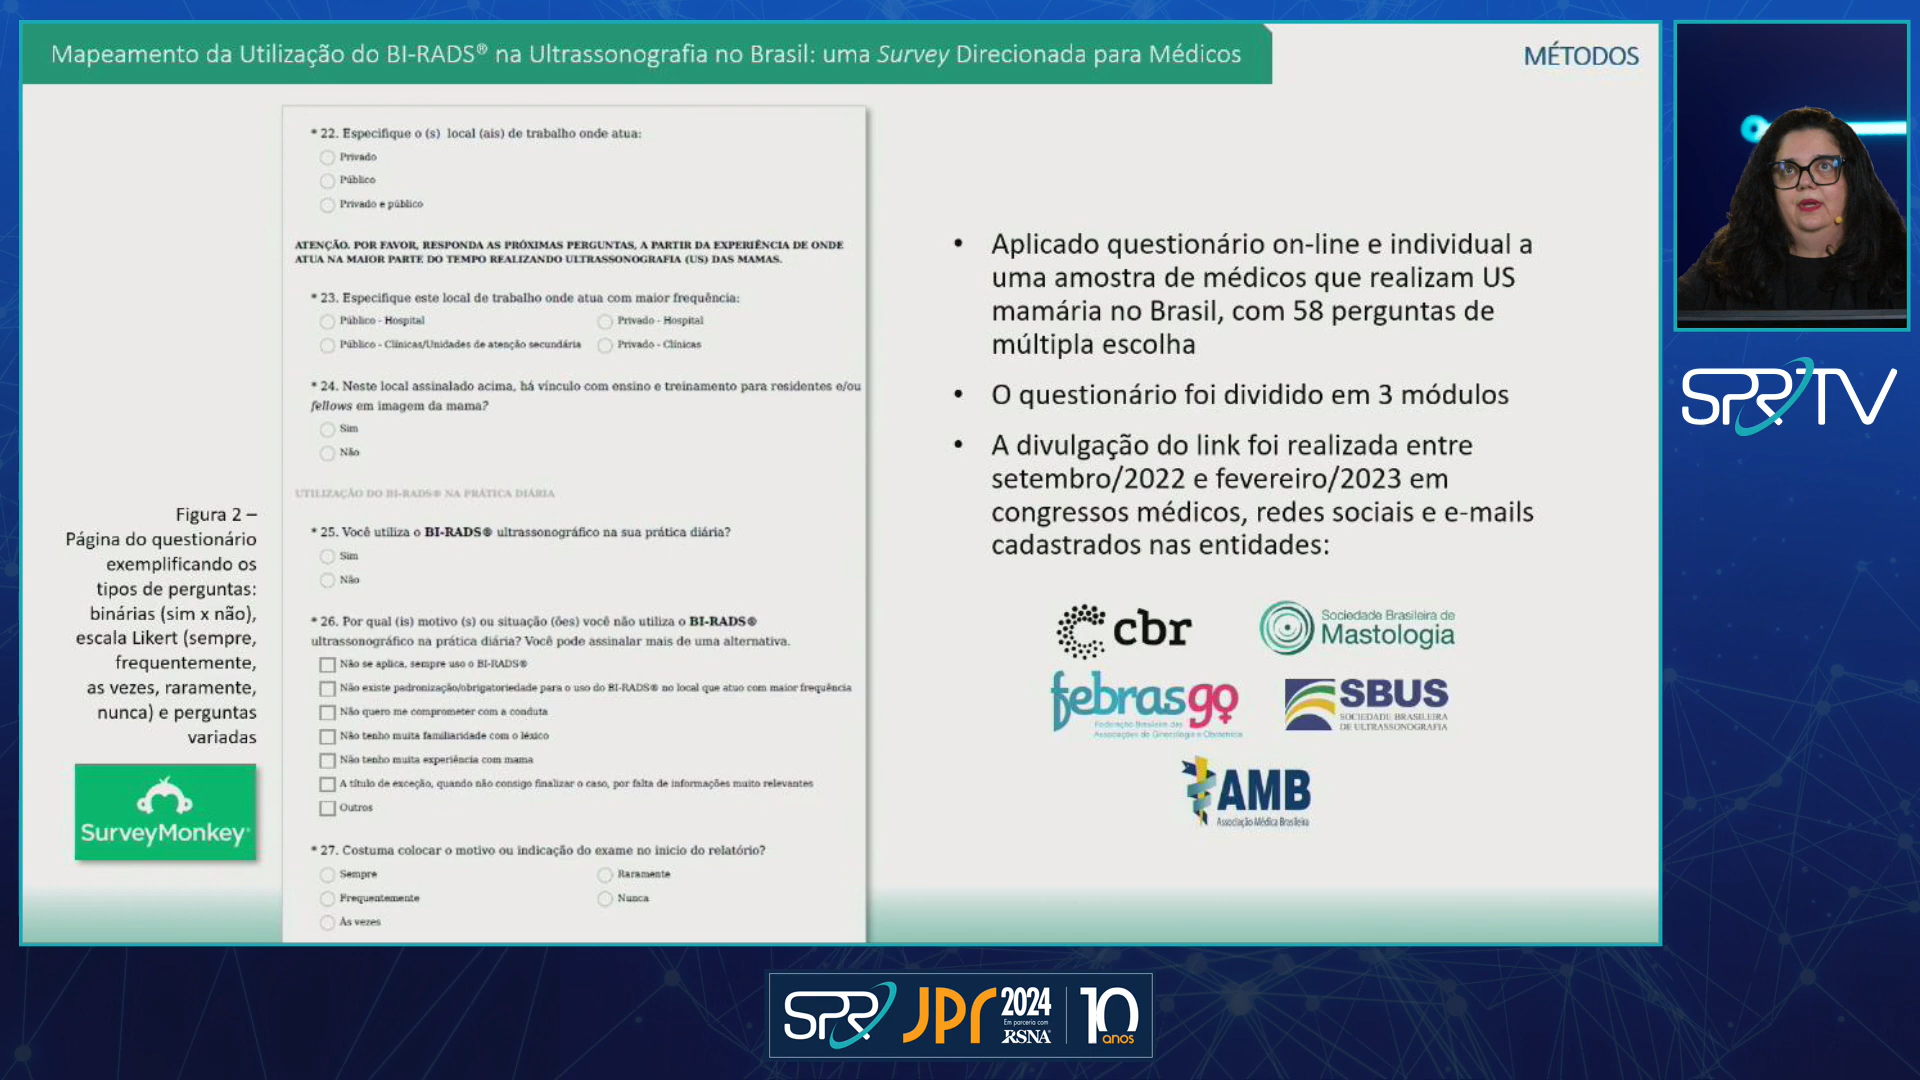 Mapeamento da Utilização do BI-RADS® na Ultrassonografia no Brasil: uma Survey Direcionada para Médicos
MÉTODOS
* 22. Especifique o (s) local (ais) de trabalho onde atua:
Privado
Público
Privado e público
ATENÇÃO. POR FAVOR, RESPONDA AS PRÓXIMAS PERGUNTAS, A PARTIR DA EXPERIÊNCIA DE ONDE
ATUA NA MAIOR PARTE DO TEMPO REALIZANDO ULTRASSONOGRAFIA (US) DAS MAMAS.
* 23. Especifique este local de trabalho onde atua com maior frequência:
Público - Hospital
Privado - Hospital
Público - Clínicas/Unidades de atenção secundária
Privado - Clínicas
* 24. Neste local assinalado acima, há vínculo com ensino e treinamento para residentes e/ou
fellows em imagem da mama?
Sim
Não
UTILIZAÇÃO DO BI-RADS® NA PRÁTICA DIÁRIA
* 25. Você utiliza o BI-RADS® ultrassonográfico na sua prática diária?
Sim
Não
* 26. Por qual (is) motivo (s) ou situação (ões) você não utiliza o BI-RADS®
ultrassonográfico na prática diária? Você pode assinalar mais de uma alternativa.
Não se aplica, sempre uso o BI-RADS®
Não existe padronização/obrigatoriedade para o uso do BI-RADS® no local que atuo com maior frequência
Não quero me comprometer com a conduta
Não tenho muita familiaridade com o léxico
Não tenho muita experiência com mama
A título de exceção, quando não consigo finalizar o caso, por falta de informações muito relevantes
Outros
* 27. Costuma colocar o motivo ou indicação do exame no inicio do relatório?
Sempre
Raramente
Frequentemente
Nunca
Às vezes
Figura 2 –
Página do questionário
exemplificando os
tipos de perguntas:
binárias (sim x não),
escala Likert (sempre,
frequentemente,
as vezes, raramente,
nunca) e perguntas
variadas
SurveyMonkey
• Aplicado questionário on-line e individual a
uma amostra de médicos que realizam US
mamária no Brasil, com 58 perguntas de
múltipla escolha
• O questionário foi dividido em 3 módulos
• A divulgação do link foi realizada entre
setembro/2022 e fevereiro/2023 em
congressos médicos, redes sociais e e-mails
cadastrados nas entidades:
cbr
Sociedade Brasileira de
Mastologia
febrasgo
Federação Brasileira das
Associações de Ginecologia e Obstetrícia
SBUS
SOCIEDADE BRASILEIRA
DE ULTRASSONOGRAFIA
AMB
Associação Médica Brasileira
SPR TV
SPR JPR 2024
Em parceria com
RSNA
10
anos